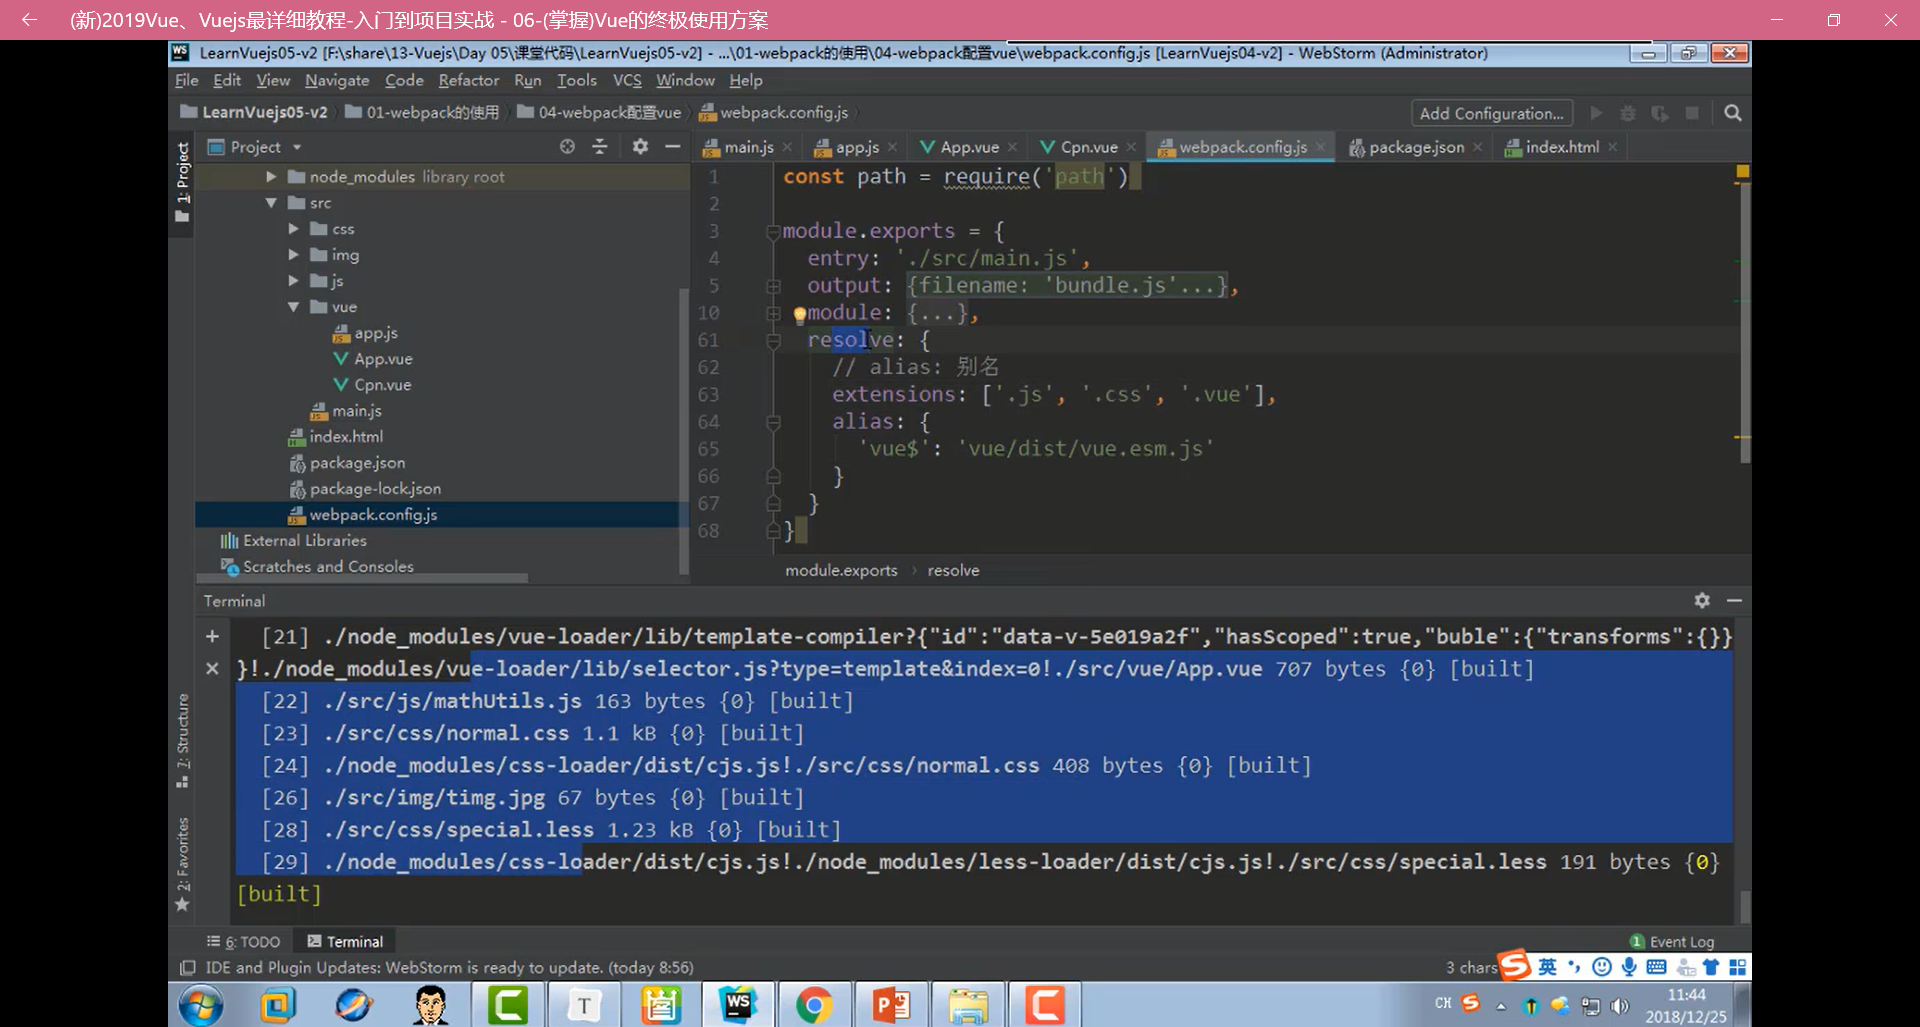 (新)2019Vue、Vuejs最详细教程-入门到项目实战 - 06-(掌握)Vue的终极使用方案
WS LearnVuejs05-v2 [F:\share\13-Vuejs\Day 05\课堂代码\LearnVuejs05-v2] - ...\01-webpack的使用\04-webpack配置vue\webpack.config.js [LearnVuejs04-v2] - WebStorm (Administrator)
File Edit View Navigate Code Refactor Run Tools VCS Window Help
LearnVuejs05-v2 01-webpack的使用 04-webpack配置vue webpack.config.js Add Configuration...
1: Project
Project
main.js app.js App.vue Cpn.vue webpack.config.js package.json index.html
node_modules library root
src
css
img
js
vue
app.js
App.vue
Cpn.vue
main.js
index.html
package.json
package-lock.json
webpack.config.js
External Libraries
Scratches and Consoles
1 const path = require('path')
2
3 module.exports = {
4 entry: './src/main.js',
5 output: {filename: 'bundle.js'...},
10 module: {...},
61 resolve: {
62 // alias: 别名
63 extensions: ['.js', '.css', '.vue'],
64 alias: {
65 'vue$': 'vue/dist/vue.esm.js'
66 }
67 }
68 }
module.exports › resolve
Terminal
[21] ./node_modules/vue-loader/lib/template-compiler?{"id":"data-v-5e019a2f","hasScoped":true,"buble":{"transforms":{}}
}!./node_modules/vue-loader/lib/selector.js?type=template&index=0!./src/vue/App.vue 707 bytes {0} [built]
[22] ./src/js/mathUtils.js 163 bytes {0} [built]
[23] ./src/css/normal.css 1.1 kB {0} [built]
[24] ./node_modules/css-loader/dist/cjs.js!./src/css/normal.css 408 bytes {0} [built]
[26] ./src/img/timg.jpg 67 bytes {0} [built]
[28] ./src/css/special.less 1.23 kB {0} [built]
[29] ./node_modules/css-loader/dist/cjs.js!./node_modules/less-loader/dist/cjs.js!./src/css/special.less 191 bytes {0}
[built]
7: Structure
2: Favorites
6: TODO Terminal 1 Event Log
IDE and Plugin Updates: WebStorm is ready to update. (today 8:56) 3 chars S 英
T WS CH S 11:44
2018/12/25